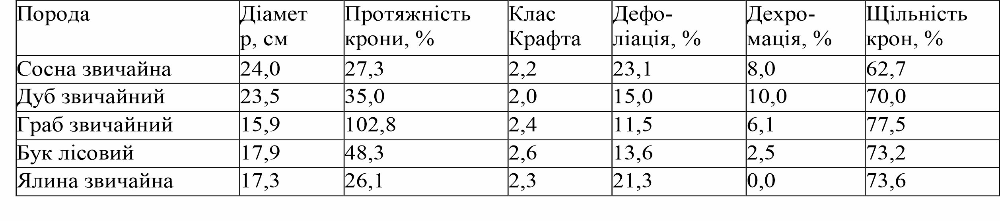 Порода Діамет Протяжність Клас Дефо- Дехро- Щільність
р, см крони, % Крафта ліація, % мація, % крон, %
Сосна звичайна 24,0 27,3 2,2 23,1 8,0 62,7
Дуб звичайний 23,5 35,0 2,0 15,0 10,0 70,0
Граб звичайний 15,9 102,8 2,4 11,5 6,1 77,5
Бук лісовий 17,9 48,3 2,6 13,6 2,5 73,2
Ялина звичайна 17,3 26,1 2,3 21,3 0,0 73,6